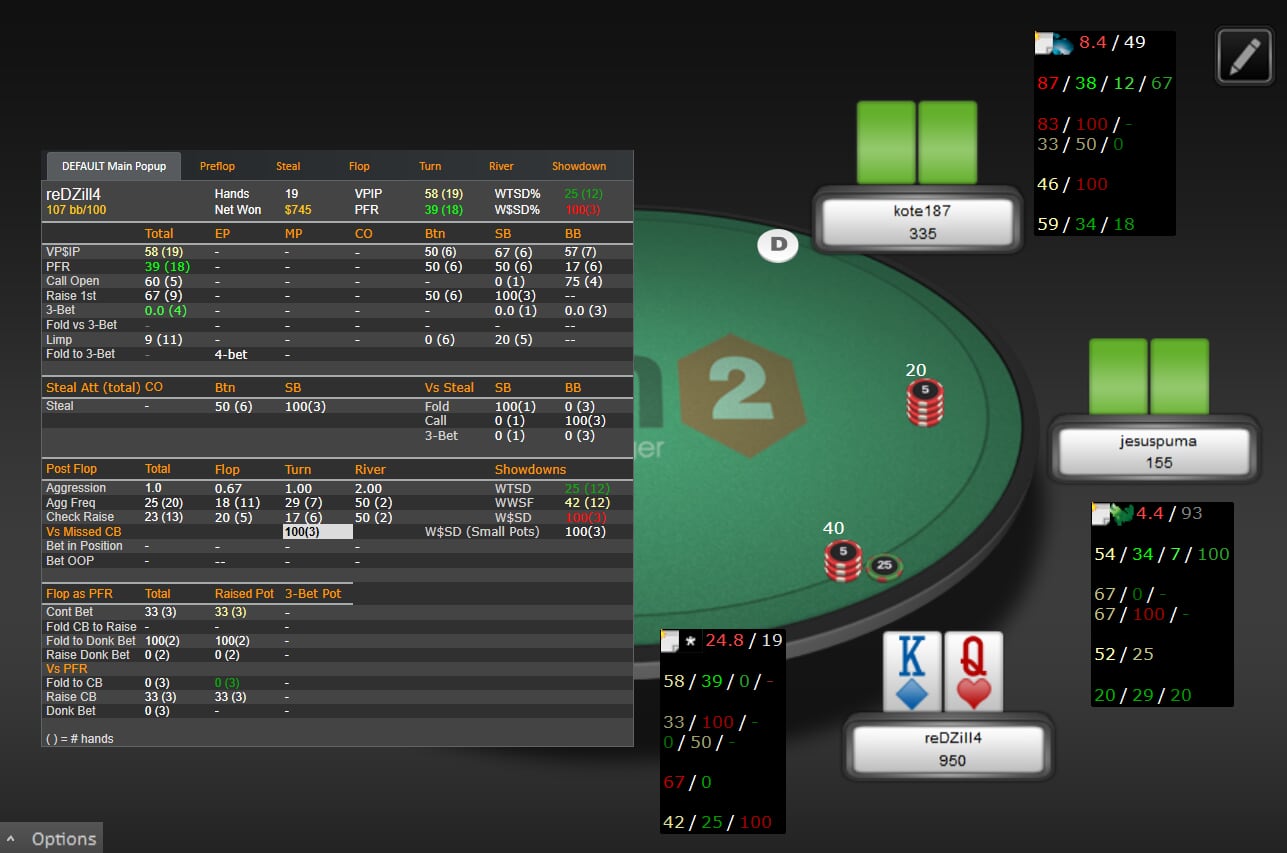 DEFAULT Main Popup Preflop Steal Flop Turn River Showdown
reDZill4 Hands 19 VPIP 58 (19) WTSD% 25 (12)
107 bb/100 Net Won $745 PFR 39 (18) W$SD% 100(3)
Total EP MP CO Btn SB BB
VP$IP 58 (19) - - - 50 (6) 67 (6) 57 (7)
PFR 39 (18) - - - 50 (6) 50 (6) 17 (6)
Call Open 60 (5) - - - - 0 (1) 75 (4)
Raise 1st 67 (9) - - - 50 (6) 100(3) --
3-Bet 0.0 (4) - - - - 0.0 (1) 0.0 (3)
Fold vs 3-Bet - - - - - - --
Limp 9 (11) - - - 0 (6) 20 (5) --
Fold to 3-Bet - 4-bet -
Steal Att (total) CO Btn SB Vs Steal SB BB
Steal - 50 (6) 100(3) Fold 100(1) 0 (3)
Call 0 (1) 100(3)
3-Bet 0 (1) 0 (3)
Post Flop Total Flop Turn River Showdowns
Aggression 1.0 0.67 1.00 2.00 WTSD 25 (12)
Agg Freq 25 (20) 18 (11) 29 (7) 50 (2) WWSF 42 (12)
Check Raise 23 (13) 20 (5) 17 (6) 50 (2) W$SD 100(3)
Vs Missed CB 100(3) W$SD (Small Pots) 100(3)
Bet in Position - - - -
Bet OOP - -- - -
Flop as PFR Total Raised Pot 3-Bet Pot
Cont Bet 33 (3) 33 (3) -
Fold CB to Raise - - -
Fold to Donk Bet 100(2) 100(2) -
Raise Donk Bet 0 (2) 0 (2) -
Vs PFR
Fold to CB 0 (3) 0 (3) -
Raise CB 33 (3) 33 (3) -
Donk Bet 0 (3) - -
( ) = # hands
8.4 / 49
87 / 38 / 12 / 67
83 / 100 / -
33 / 50 / 0
46 / 100
59 / 34 / 18
kote187
335
D
2
20
5
jesuspuma
155
4.4 / 93
54 / 34 / 7 / 100
67 / 0 / -
67 / 100 / -
52 / 25
20 / 29 / 20
40
5
25
* 24.8 / 19
58 / 39 / 0 / -
33 / 100 / -
0 / 50 / -
67 / 0
42 / 25 / 100
K Q
reDZill4
950
Options